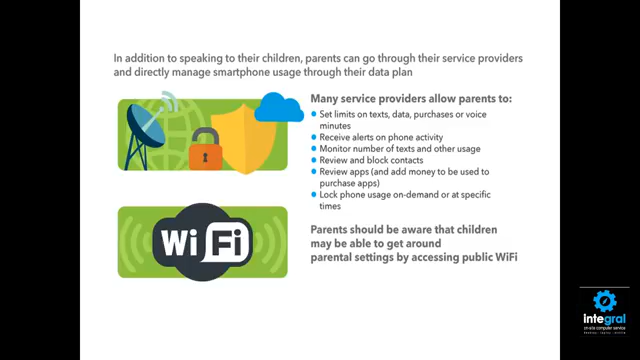 In addition to speaking to their children, parents can go through their service providers
and directly manage smartphone usage through their data plan
Many service providers allow parents to:
Set limits on texts, data, purchases or voice
minutes
Receive alerts on phone activity
Monitor number of texts and other usage
Review and block contacts
Review apps (and add money to be used to
purchase apps)
Lock phone usage on-demand or at specific
times
WiFi
Parents should be aware that children
may be able to get around
parental settings by accessing public WiFi
integral
on-site computer service